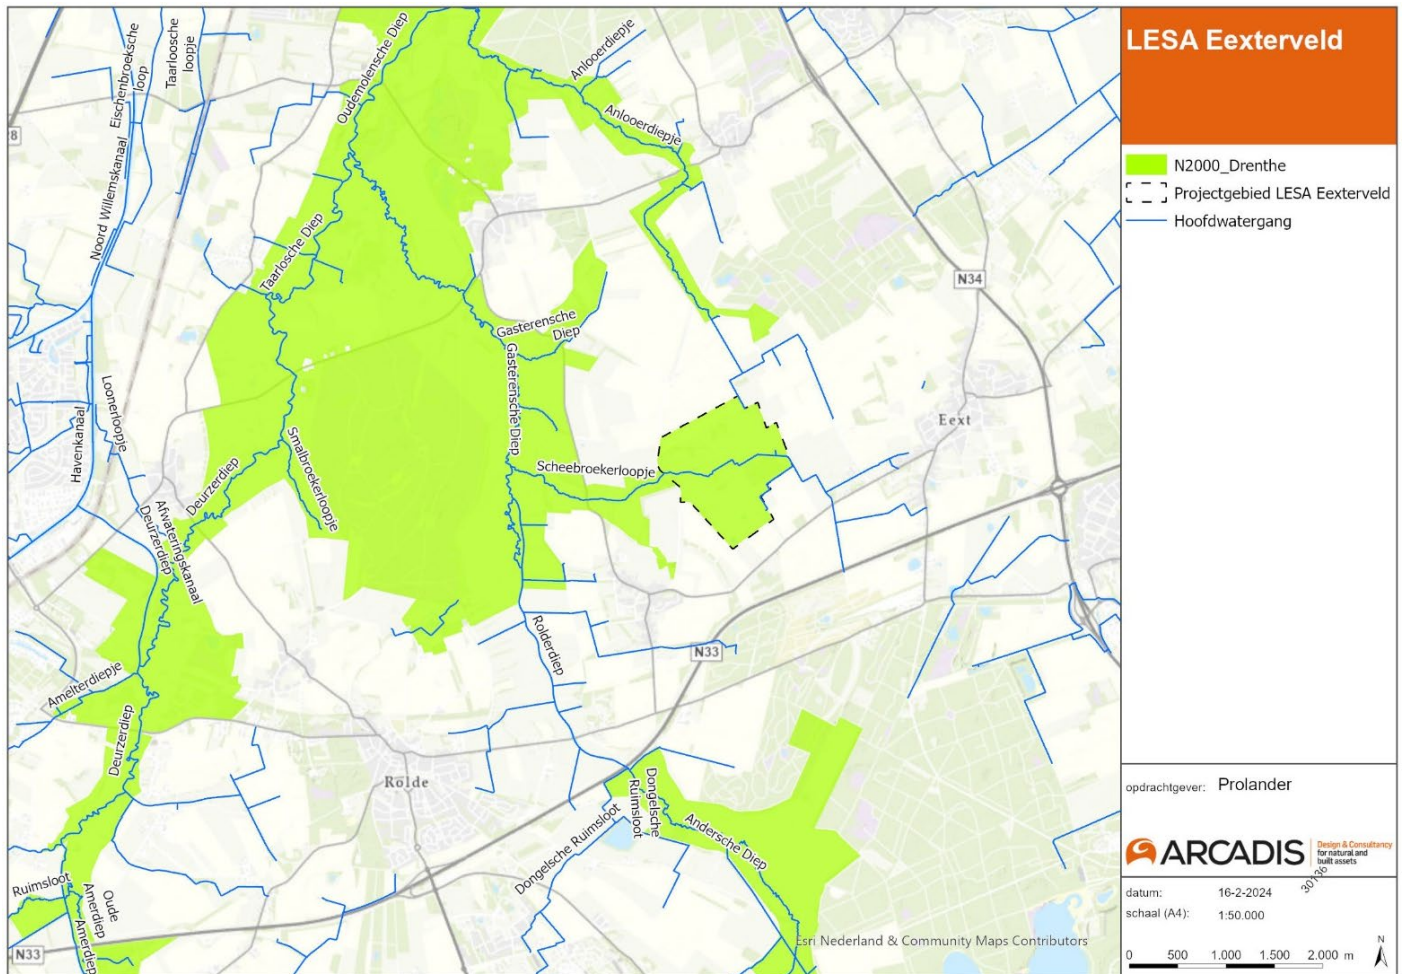 LESA Eexterveld
N2000_Drenthe
Projectgebied LESA Eexterveld
Hoofdwatergang
opdrachtgever: Prolander
ARCADIS
Design & Consultancy
for natural and
built assets
datum: 16-2-2024
schaal (A4): 1:50.000
0 500 1.000 1.500 2.000 m
N
Eischenbroeksche
loop
Taarloosche
loopje
Oudemolensche Diep
Anlooerdiepje
Anlooerdiepje
Noord Willemskanaal
Taarlosche Diep
N34
Gasterensche
Diep
Gasterensche Diep
Loonerloopje
Havenkanaal
Smalbroekerloopje
Deurzerdiep
Scheebroekerloopje
Eext
Afwateringskanaal
Deurzerdiep
Rolderdiep
N33
Amelterdiepje
Deurzerdiep
Rolde
Dongelsche
Ruimsloot
Dongelsche Ruimsloot
Andersche Diep
Ruimsloot
Oude
Amerdiep
Amerdiep
N33
Esri Nederland & Community Maps Contributors